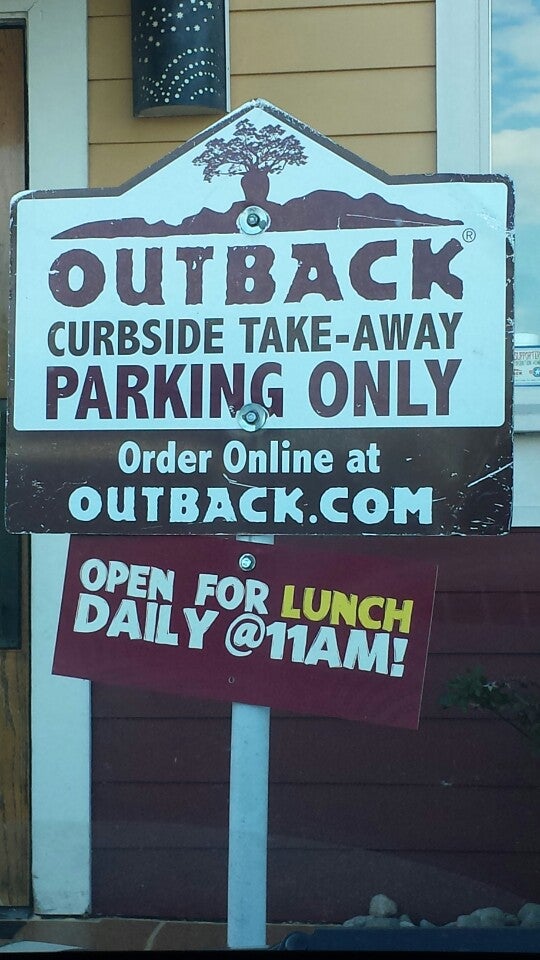 OUTBACK®
CURBSIDE TAKE-AWAY
PARKING ONLY
Order Online at
OUTBACK.COM
OPEN FOR LUNCH
DAILY @11AM!